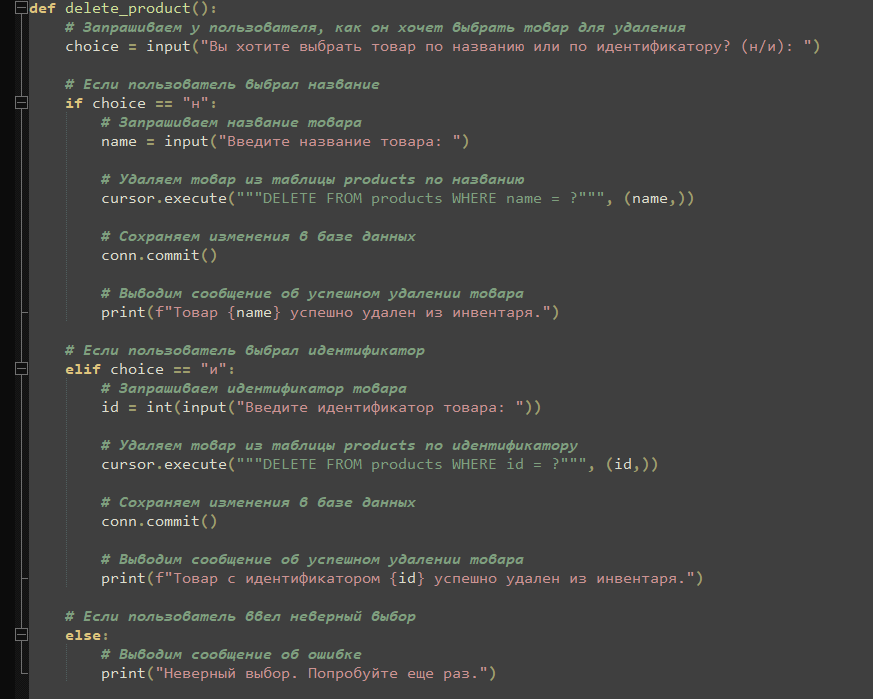 def delete_product():
# Запрашиваем у пользователя, как он хочет выбрать товар для удаления
choice = input("Вы хотите выбрать товар по названию или по идентификатору? (н/и): ")
# Если пользователь выбрал название
if choice == "н":
# Запрашиваем название товара
name = input("Введите название товара: ")
# Удаляем товар из таблицы products по названию
cursor.execute("""DELETE FROM products WHERE name = ?""", (name,))
# Сохраняем изменения в базе данных
conn.commit()
# Выводим сообщение об успешном удалении товара
print(f"Товар {name} успешно удален из инвентаря.")
# Если пользователь выбрал идентификатор
elif choice == "и":
# Запрашиваем идентификатор товара
id = int(input("Введите идентификатор товара: "))
# Удаляем товар из таблицы products по идентификатору
cursor.execute("""DELETE FROM products WHERE id = ?""", (id,))
# Сохраняем изменения в базе данных
conn.commit()
# Выводим сообщение об успешном удалении товара
print(f"Товар с идентификатором {id} успешно удален из инвентаря.")
# Если пользователь ввел неверный выбор
else:
# Выводим сообщение об ошибке
print("Неверный выбор. Попробуйте еще раз.")